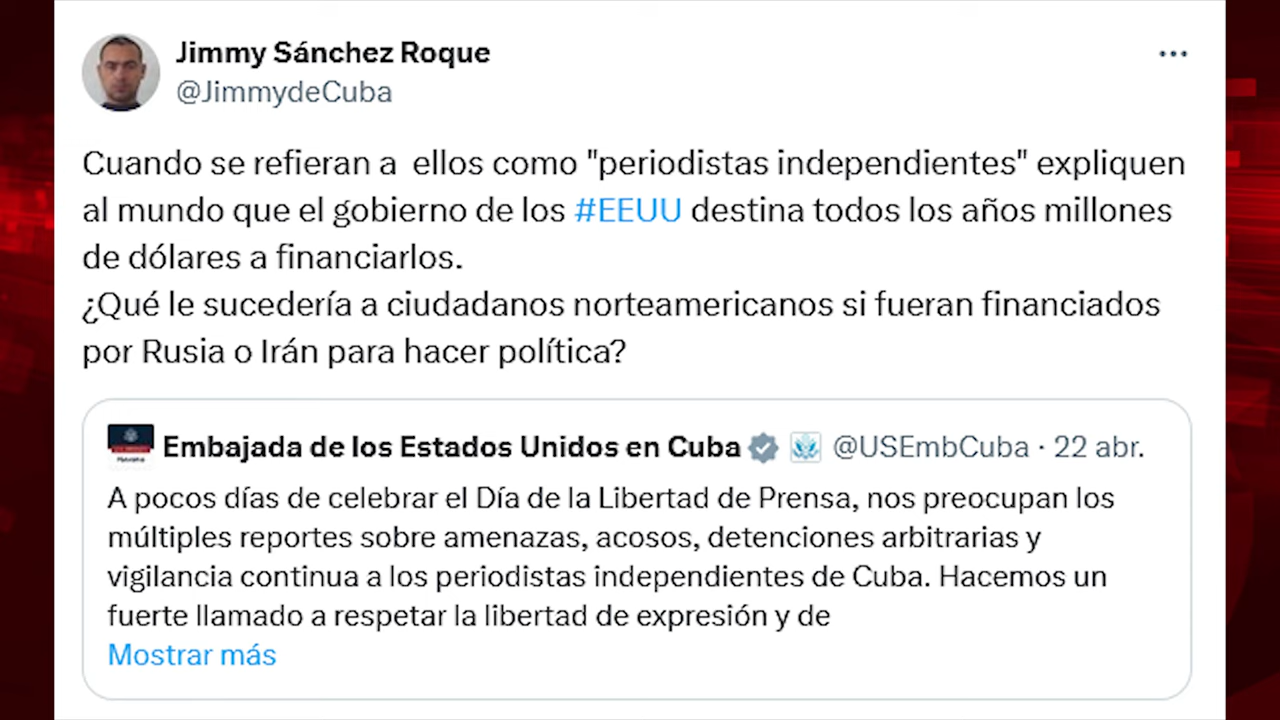 Jimmy Sánchez Roque
@JimmydeCuba
Cuando se refieran a  ellos como "periodistas independientes" expliquen
al mundo que el gobierno de los #EEUU destina todos los años millones
de dólares a financiarlos.
¿Qué le sucedería a ciudadanos norteamericanos si fueran financiados
por Rusia o Irán para hacer política?
Embajada de los Estados Unidos en Cuba @USEmbCuba · 22 abr.
A pocos días de celebrar el Día de la Libertad de Prensa, nos preocupan los
múltiples reportes sobre amenazas, acosos, detenciones arbitrarias y
vigilancia continua a los periodistas independientes de Cuba. Hacemos un
fuerte llamado a respetar la libertad de expresión y de
Mostrar más